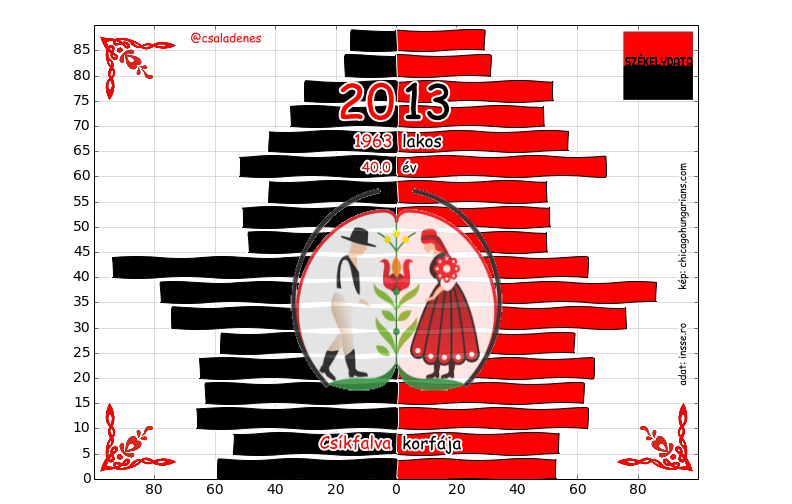 @csaladenes
SZÉKELYDATA
2013
1963 lakos
40.0 év
kép: chicagohungarians.com
adat: insse.ro
Csíkfalva korfája
85
80
75
70
65
60
55
50
45
40
35
30
25
20
15
10
5
0
80 60 40 20 0 20 40 60 80